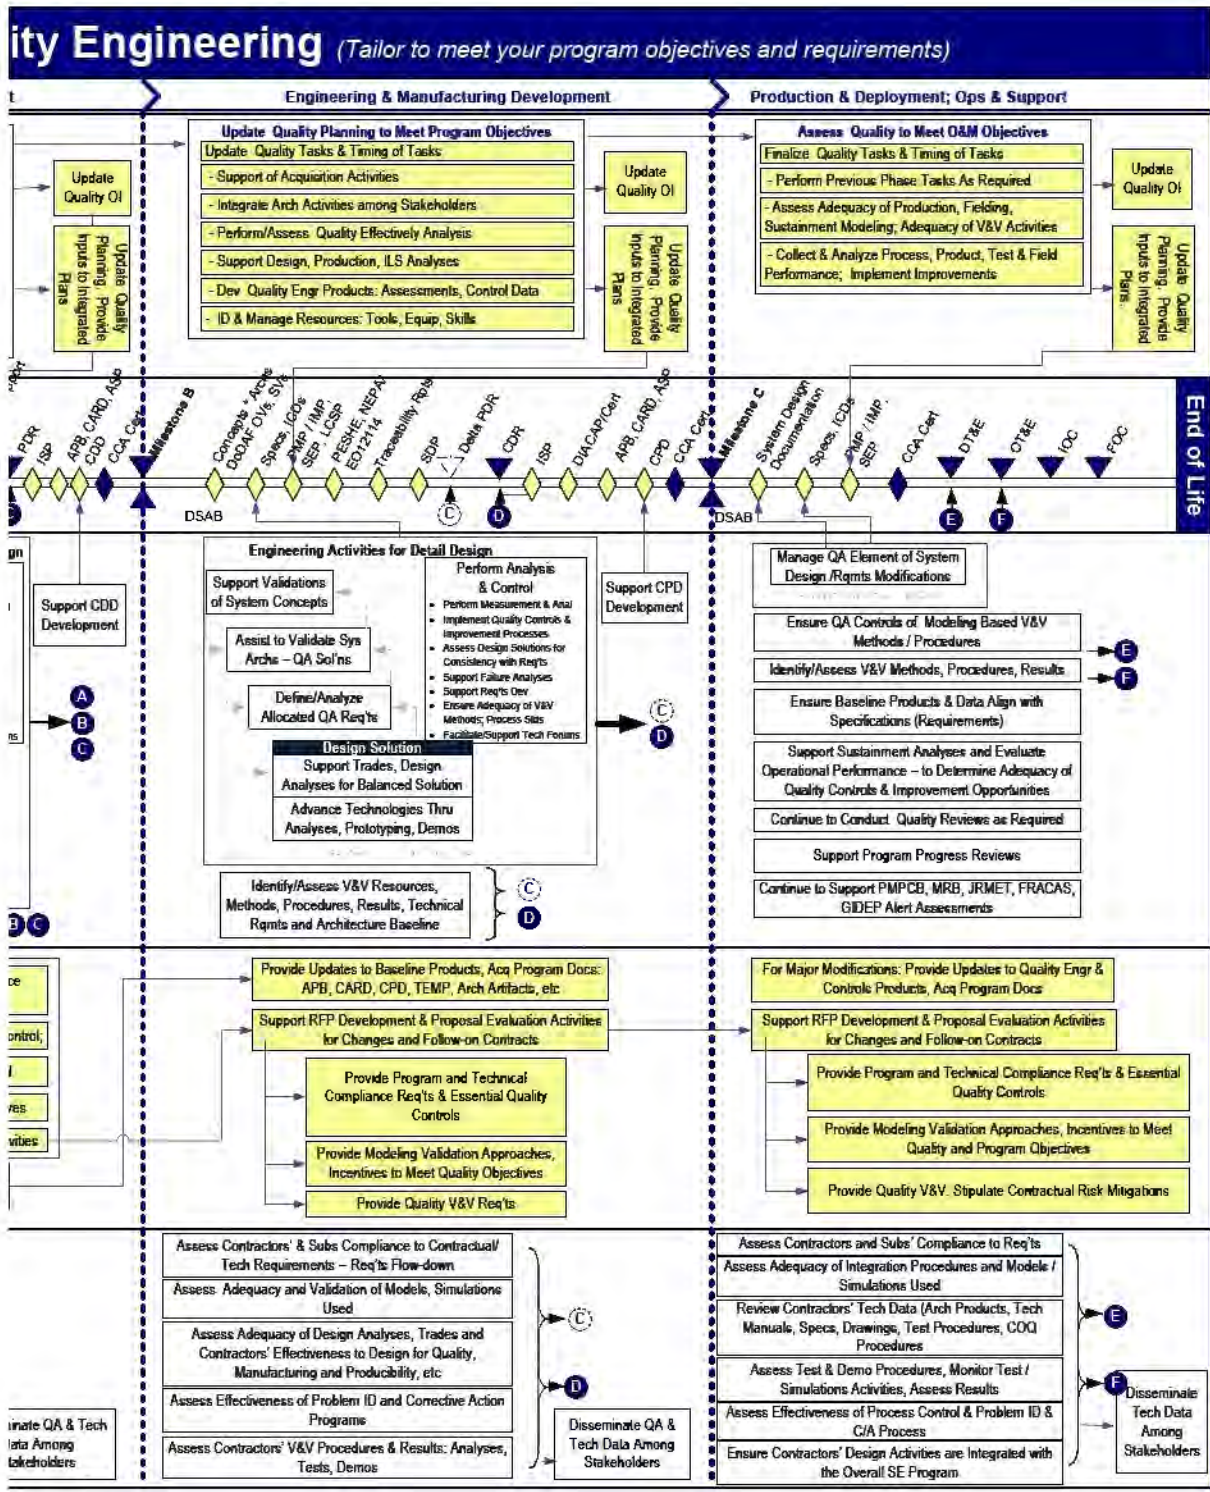 ity Engineering (Tailor to meet your program objectives and requirements)
t
Engineering & Manufacturing Development
Production & Deployment; Ops & Support
Update
Quality OI
Update Quality
Planning, Provide
Inputs to Integrated
Plans
Update Quality Planning to Meet Program Objectives
Update Quality Tasks & Timing of Tasks
- Support of Acquisition Activities
- Integrate Arch Activities among Stakeholders
- Perform/Assess Quality Effectively Analysis
- Support Design, Production, ILS Analyses
- Dev Quality Engr Products: Assessments, Control Data
- ID & Manage Resources: Tools, Equip, Skills
Update
Quality OI
Update Quality
Planning, Provide
Inputs to Integrated
Plans
Assess Quality to Meet O&M Objectives
Finalize Quality Tasks & Timing of Tasks
- Perform Previous Phase Tasks As Required
- Assess Adequacy of Production, Fielding,
Sustainment Modeling; Adequacy of V&V Activities
- Collect & Analyze Process, Product, Test & Field
Performance; Implement Improvements
Update
Quality OI
Update Quality
Planning, Provide
Inputs to Integrated
Plans.
PDR
ISP
APB, CARD, ASP
CDD
CCA Cert
Milestone B
Concepts * Archs
DoDAF OVs, SVs
Specs, ICDs
PMP / IMP,
SEP, LCSP
PESHE, NEPA/
EO12114
Traceability Rpts
SDP
Delta PDR
CDR
ISP
DIACAP/Cert
APB, CARD, ASP
CPD
CCA Cert
Milestone C
System Design
Documentation
Specs, ICDs
PMP / IMP,
SEP
CCA Cert
DT&E
OT&E
IOC
FOC
End of Life
DSAB
C
D
DSAB
E
F
gn
Support CDD
Development
A
B
C
ns
B C
Engineering Activities for Detail Design
Support Validations
of System Concepts
Assist to Validate Sys
Archs – QA Sol'ns
Define/Analyze
Allocated QA Req'ts
Design Solution
Support Trades, Design
Analyses for Balanced Solution
Advance Technologies Thru
Analyses, Prototyping, Demos
Perform Analysis
& Control
• Perform Measurement & Anal
• Implement Quality Controls &
Improvement Processes
• Assess Design Solutions for
Consistency with Req'ts
• Support Failure Analyses
• Support Req'ts Dev
• Ensure Adequacy of V&V
Methods; Process Stds
• Facilitate/Support Tech Forums
Support CPD
Development
C
D
Identify/Assess V&V Resources,
Methods, Procedures, Results, Technical
Rqmts and Architecture Baseline
C
D
Manage QA Element of System
Design /Rqmts Modifications
Ensure QA Controls of Modeling Based V&V
Methods / Procedures
E
Identify/Assess V&V Methods, Procedures, Results
F
Ensure Baseline Products & Data Align with
Specifications (Requirements)
Support Sustainment Analyses and Evaluate
Operational Performance – to Determine Adequacy of
Quality Controls & Improvement Opportunities
Continue to Conduct Quality Reviews as Required
Support Program Progress Reviews
Continue to Support PMPCB, MRB, JRMET, FRACAS,
GIDEP Alert Assessments
ce
ontrol;
ves
vities
Provide Updates to Baseline Products, Acq Program Docs:
APB, CARD, CPD, TEMP, Arch Artifacts, etc
Support RFP Development & Proposal Evaluation Activities
for Changes and Follow-on Contracts
Provide Program and Technical
Compliance Req'ts & Essential Quality
Controls
Provide Modeling Validation Approaches,
Incentives to Meet Quality Objectives
Provide Quality V&V Req'ts
For Major Modifications: Provide Updates to Quality Engr &
Controls Products, Acq Program Docs
Support RFP Development & Proposal Evaluation Activities
for Changes and Follow-on Contracts
Provide Program and Technical Compliance Req'ts & Essential
Quality Controls
Provide Modeling Validation Approaches, Incentives to Meet
Quality and Program Objectives
Provide Quality V&V. Stipulate Contractual Risk Mitigations
inate QA & Tech
Data Among
takeholders
Assess Contractors' & Subs Compliance to Contractual/
Tech Requirements – Req'ts Flow-down
Assess Adequacy and Validation of Models, Simulations
Used
Assess Adequacy of Design Analyses, Trades and
Contractors' Effectiveness to Design for Quality,
Manufacturing and Producibility, etc
Assess Effectiveness of Problem ID and Corrective Action
Programs
Assess Contractors' V&V Procedures & Results: Analyses,
Tests, Demos
C
D
Disseminate QA &
Tech Data Among
Stakeholders
Assess Contractors and Subs' Compliance to Req'ts
Assess Adequacy of Integration Procedures and Models /
Simulations Used
Review Contractors' Tech Data (Arch Products, Tech
Manuals, Specs, Drawings, Test Procedures, COQ
Procedures
Assess Test & Demo Procedures, Monitor Test /
Simulations Activities, Assess Results
Assess Effectiveness of Process Control & Problem ID &
C/A Process
Ensure Contractors' Design Activities are Integrated with
the Overall SE Program
E
F
Disseminate
Tech Data
Among
Stakeholders